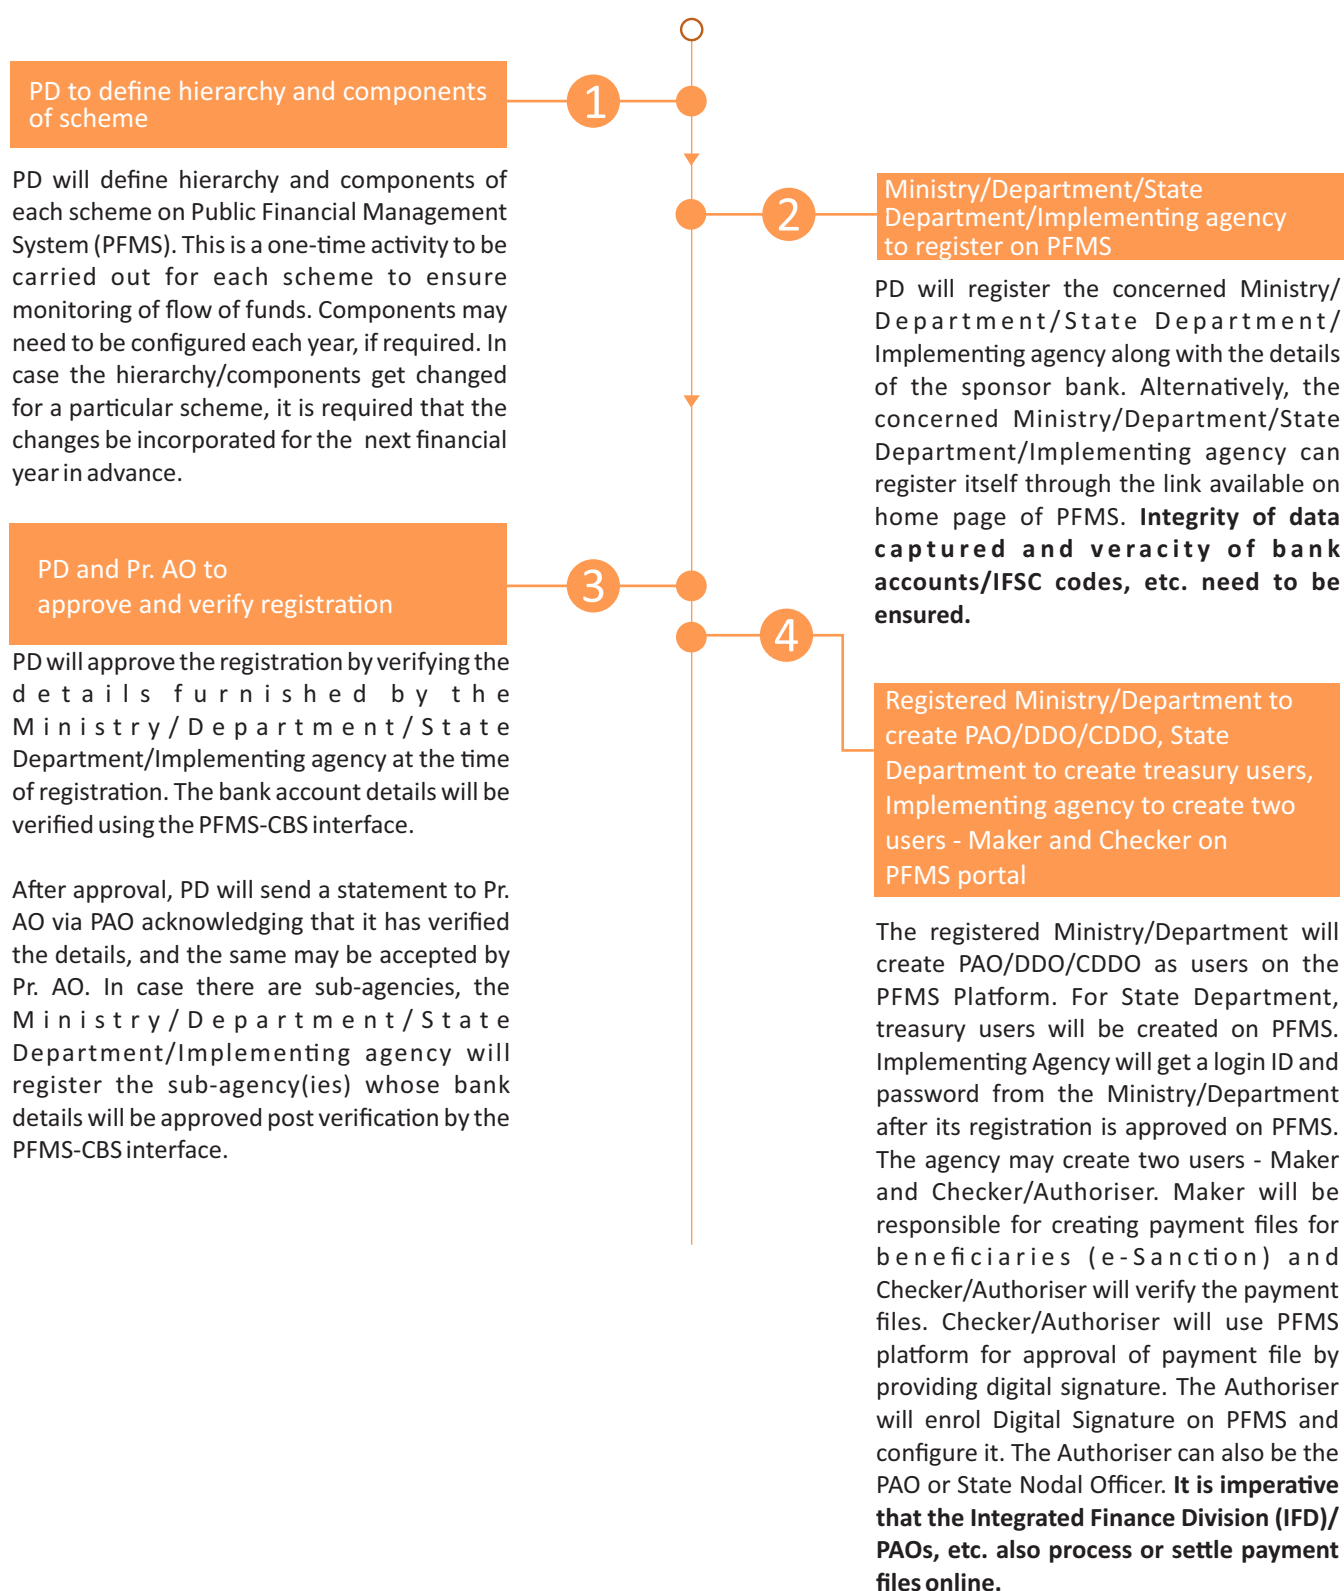 PD to define hierarchy and components
of scheme
1
PD will define hierarchy and components of
each scheme on Public Financial Management
System (PFMS). This is a one-time activity to be
carried out for each scheme to ensure
monitoring of flow of funds. Components may
need to be configured each year, if required. In
case the hierarchy/components get changed
for a particular scheme, it is required that the
changes be incorporated for the next financial
year in advance.
2
Ministry/Department/State
Department/Implementing agency
to register on PFMS
PD will register the concerned Ministry/
Department/State Department/
Implementing agency along with the details
of the sponsor bank. Alternatively, the
concerned Ministry/Department/State
Department/Implementing agency can
register itself through the link available on
home page of PFMS. Integrity of data
captured and veracity of bank
accounts/IFSC codes, etc. need to be
ensured.
PD and Pr. AO to
approve and verify registration
3
PD will approve the registration by verifying the
details furnished by the
Ministry/Department/State
Department/Implementing agency at the time
of registration. The bank account details will be
verified using the PFMS-CBS interface.
After approval, PD will send a statement to Pr.
AO via PAO acknowledging that it has verified
the details, and the same may be accepted by
Pr. AO. In case there are sub-agencies, the
Ministry/Department/State
Department/Implementing agency will
register the sub-agency(ies) whose bank
details will be approved post verification by the
PFMS-CBS interface.
4
Registered Ministry/Department to
create PAO/DDO/CDDO, State
Department to create treasury users,
Implementing agency to create two
users - Maker and Checker on
PFMS portal
The registered Ministry/Department will
create PAO/DDO/CDDO as users on the
PFMS Platform. For State Department,
treasury users will be created on PFMS.
Implementing Agency will get a login ID and
password from the Ministry/Department
after its registration is approved on PFMS.
The agency may create two users - Maker
and Checker/Authoriser. Maker will be
responsible for creating payment files for
beneficiaries (e-Sanction) and
Checker/Authoriser will verify the payment
files. Checker/Authoriser will use PFMS
platform for approval of payment file by
providing digital signature. The Authoriser
will enrol Digital Signature on PFMS and
configure it. The Authoriser can also be the
PAO or State Nodal Officer. It is imperative
that the Integrated Finance Division (IFD)/
PAOs, etc. also process or settle payment
files online.